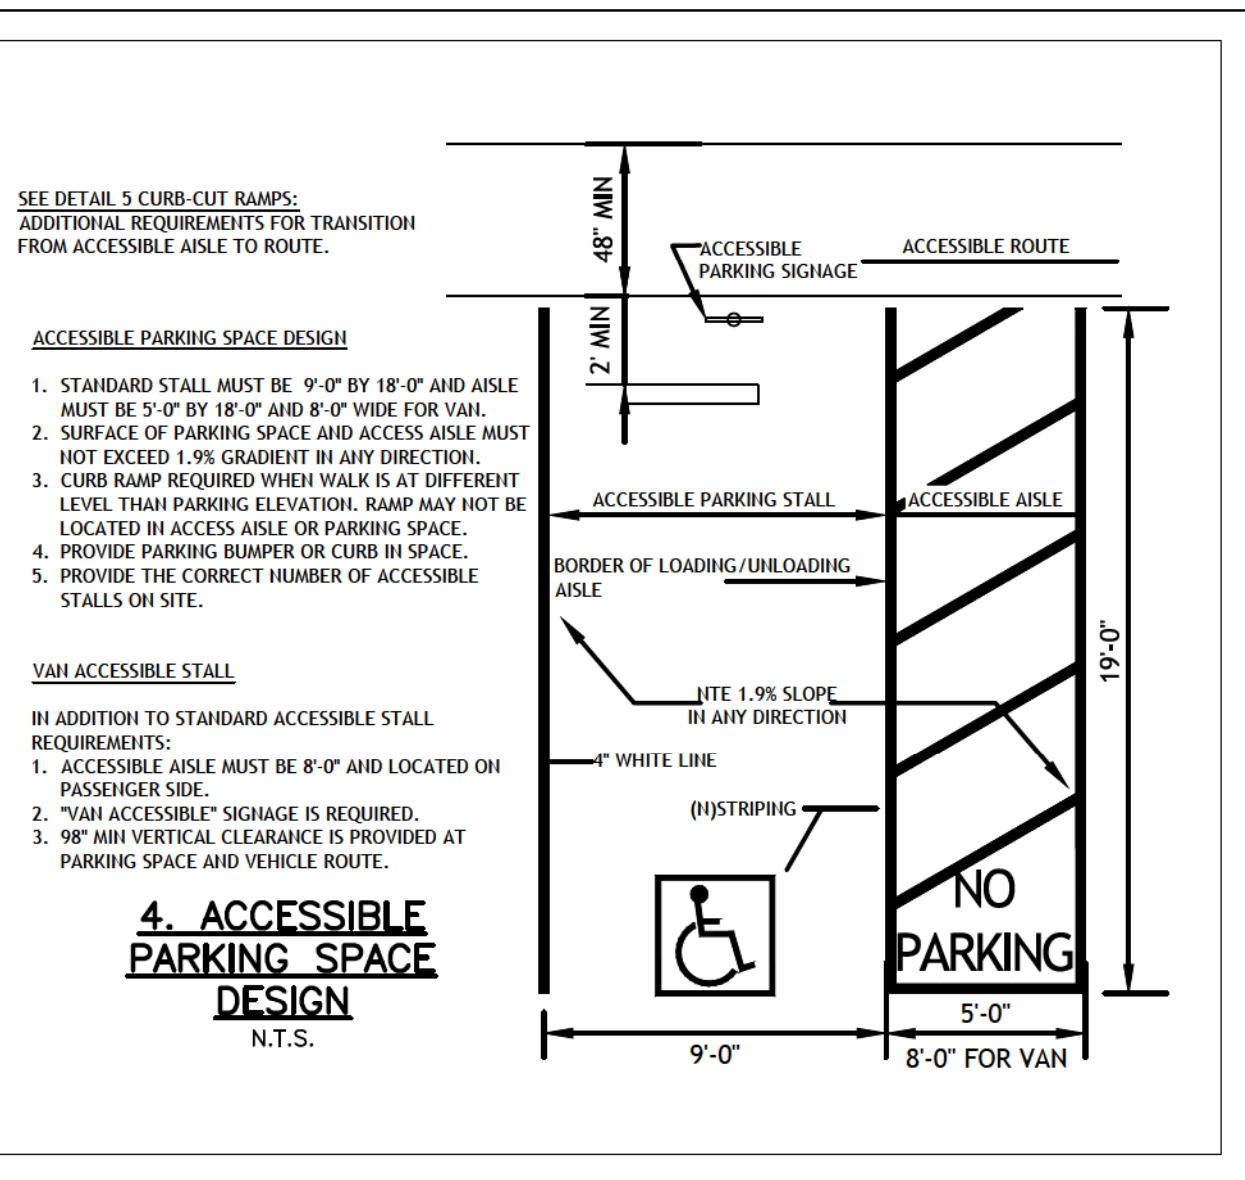 SEE DETAIL 5 CURB-CUT RAMPS:
ADDITIONAL REQUIREMENTS FOR TRANSITION
FROM ACCESSIBLE AISLE TO ROUTE.
ACCESSIBLE PARKING SPACE DESIGN
1. STANDARD STALL MUST BE 9'-0" BY 18'-0" AND AISLE
MUST BE 5'-0" BY 18'-0" AND 8'-0" WIDE FOR VAN.
2. SURFACE OF PARKING SPACE AND ACCESS AISLE MUST
NOT EXCEED 1.9% GRADIENT IN ANY DIRECTION.
3. CURB RAMP REQUIRED WHEN WALK IS AT DIFFERENT
LEVEL THAN PARKING ELEVATION. RAMP MAY NOT BE
LOCATED IN ACCESS AISLE OR PARKING SPACE.
4. PROVIDE PARKING BUMPER OR CURB IN SPACE.
5. PROVIDE THE CORRECT NUMBER OF ACCESSIBLE
STALLS ON SITE.
VAN ACCESSIBLE STALL
IN ADDITION TO STANDARD ACCESSIBLE STALL
REQUIREMENTS:
1. ACCESSIBLE AISLE MUST BE 8'-0" AND LOCATED ON
PASSENGER SIDE.
2. "VAN ACCESSIBLE" SIGNAGE IS REQUIRED.
3. 98" MIN VERTICAL CLEARANCE IS PROVIDED AT
PARKING SPACE AND VEHICLE ROUTE.
4. ACCESSIBLE
PARKING SPACE
DESIGN
N.T.S.
48" MIN
2' MIN
ACCESSIBLE
PARKING SIGNAGE
ACCESSIBLE ROUTE
ACCESSIBLE PARKING STALL
ACCESSIBLE AISLE
BORDER OF LOADING/UNLOADING
AISLE
NTE 1.9% SLOPE
IN ANY DIRECTION
4" WHITE LINE
(N)STRIPING
19'-0"
NO
PARKING
9'-0"
5'-0"
8'-0" FOR VAN